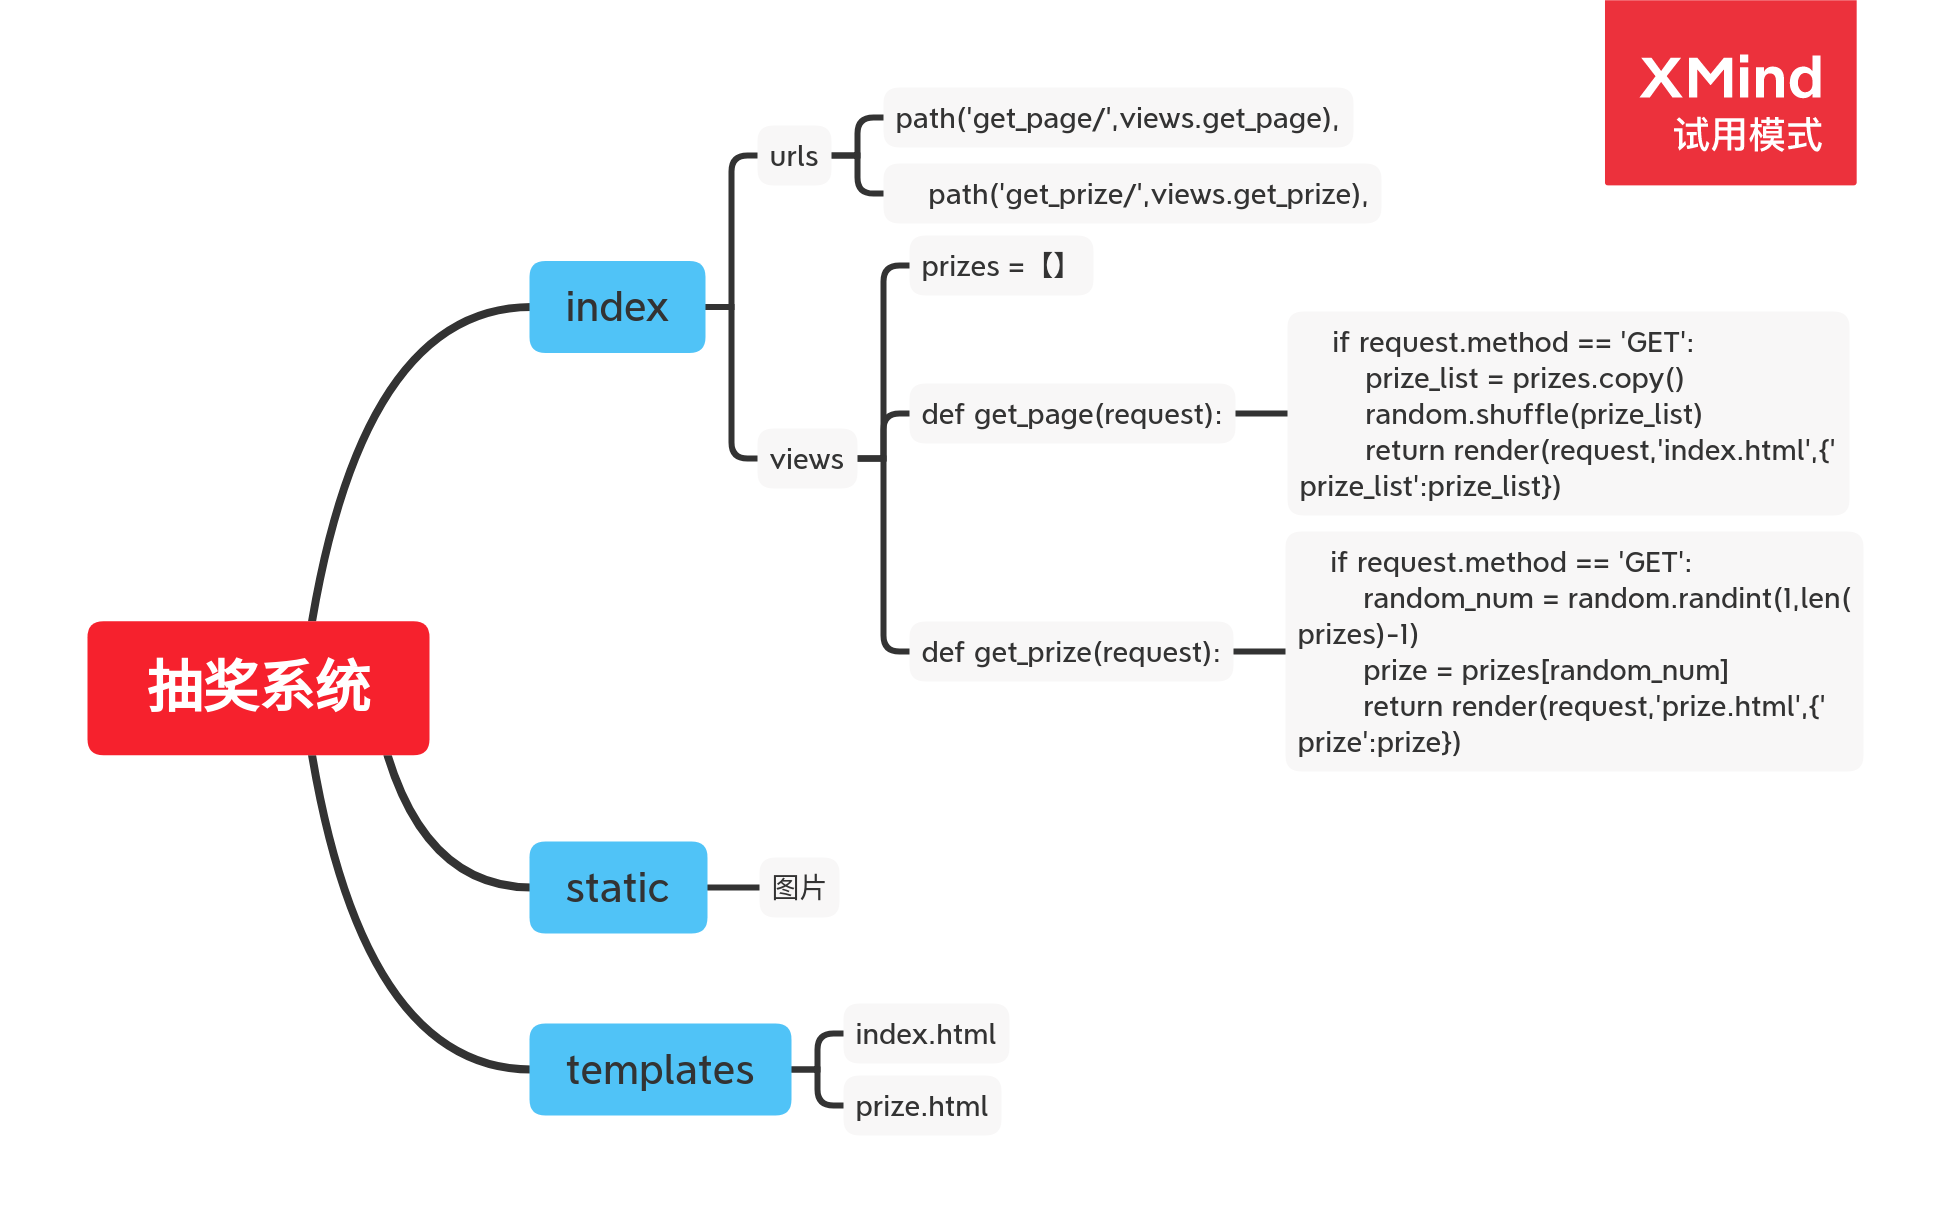 XMind
试用模式
抽奖系统
index
urls
path('get_page/',views.get_page),
path('get_prize/',views.get_prize),
views
prizes =【】
def get_page(request):
if request.method == 'GET':
prize_list = prizes.copy()
random.shuffle(prize_list)
return render(request,'index.html',{'
prize_list':prize_list})
def get_prize(request):
if request.method == 'GET':
random_num = random.randint(1,len(
prizes)-1)
prize = prizes[random_num]
return render(request,'prize.html',{'
prize':prize})
static
图片
templates
index.html
prize.html